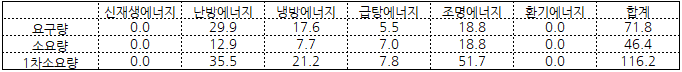 신재생에너지 난방에너지 냉방에너지 급탕에너지 조명에너지 환기에너지 합계
요구량 0.0 29.9 17.6 5.5 18.8 0.0 71.8
소요량 0.0 12.9 7.7 7.0 18.8 0.0 46.4
1차소요량 0.0 35.5 21.2 7.8 51.7 0.0 116.2